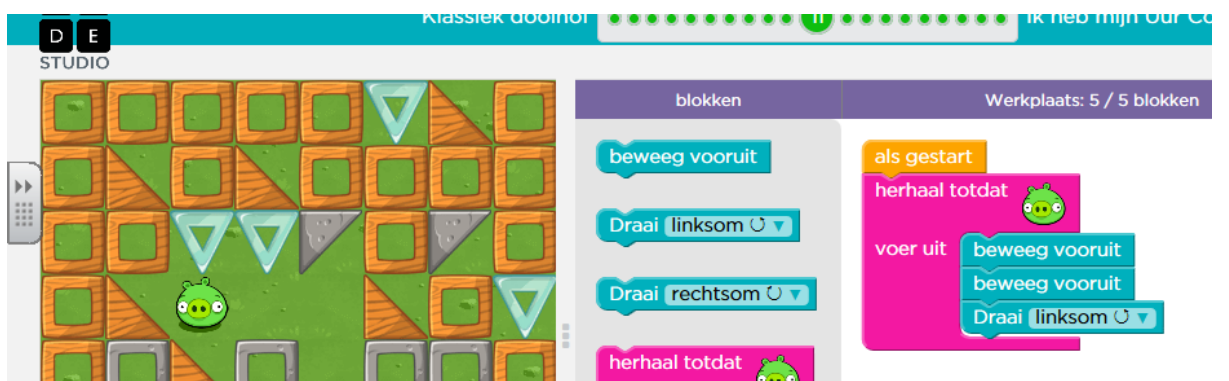 Klassiek doolhof 11 Ik heb mijn Uur Co
D E
STUDIO
blokken
Werkplaats: 5 / 5 blokken
beweeg vooruit
Draai linksom
Draai rechtsom
herhaal totdat
als gestart
herhaal totdat
voer uit
beweeg vooruit
beweeg vooruit
Draai linksom